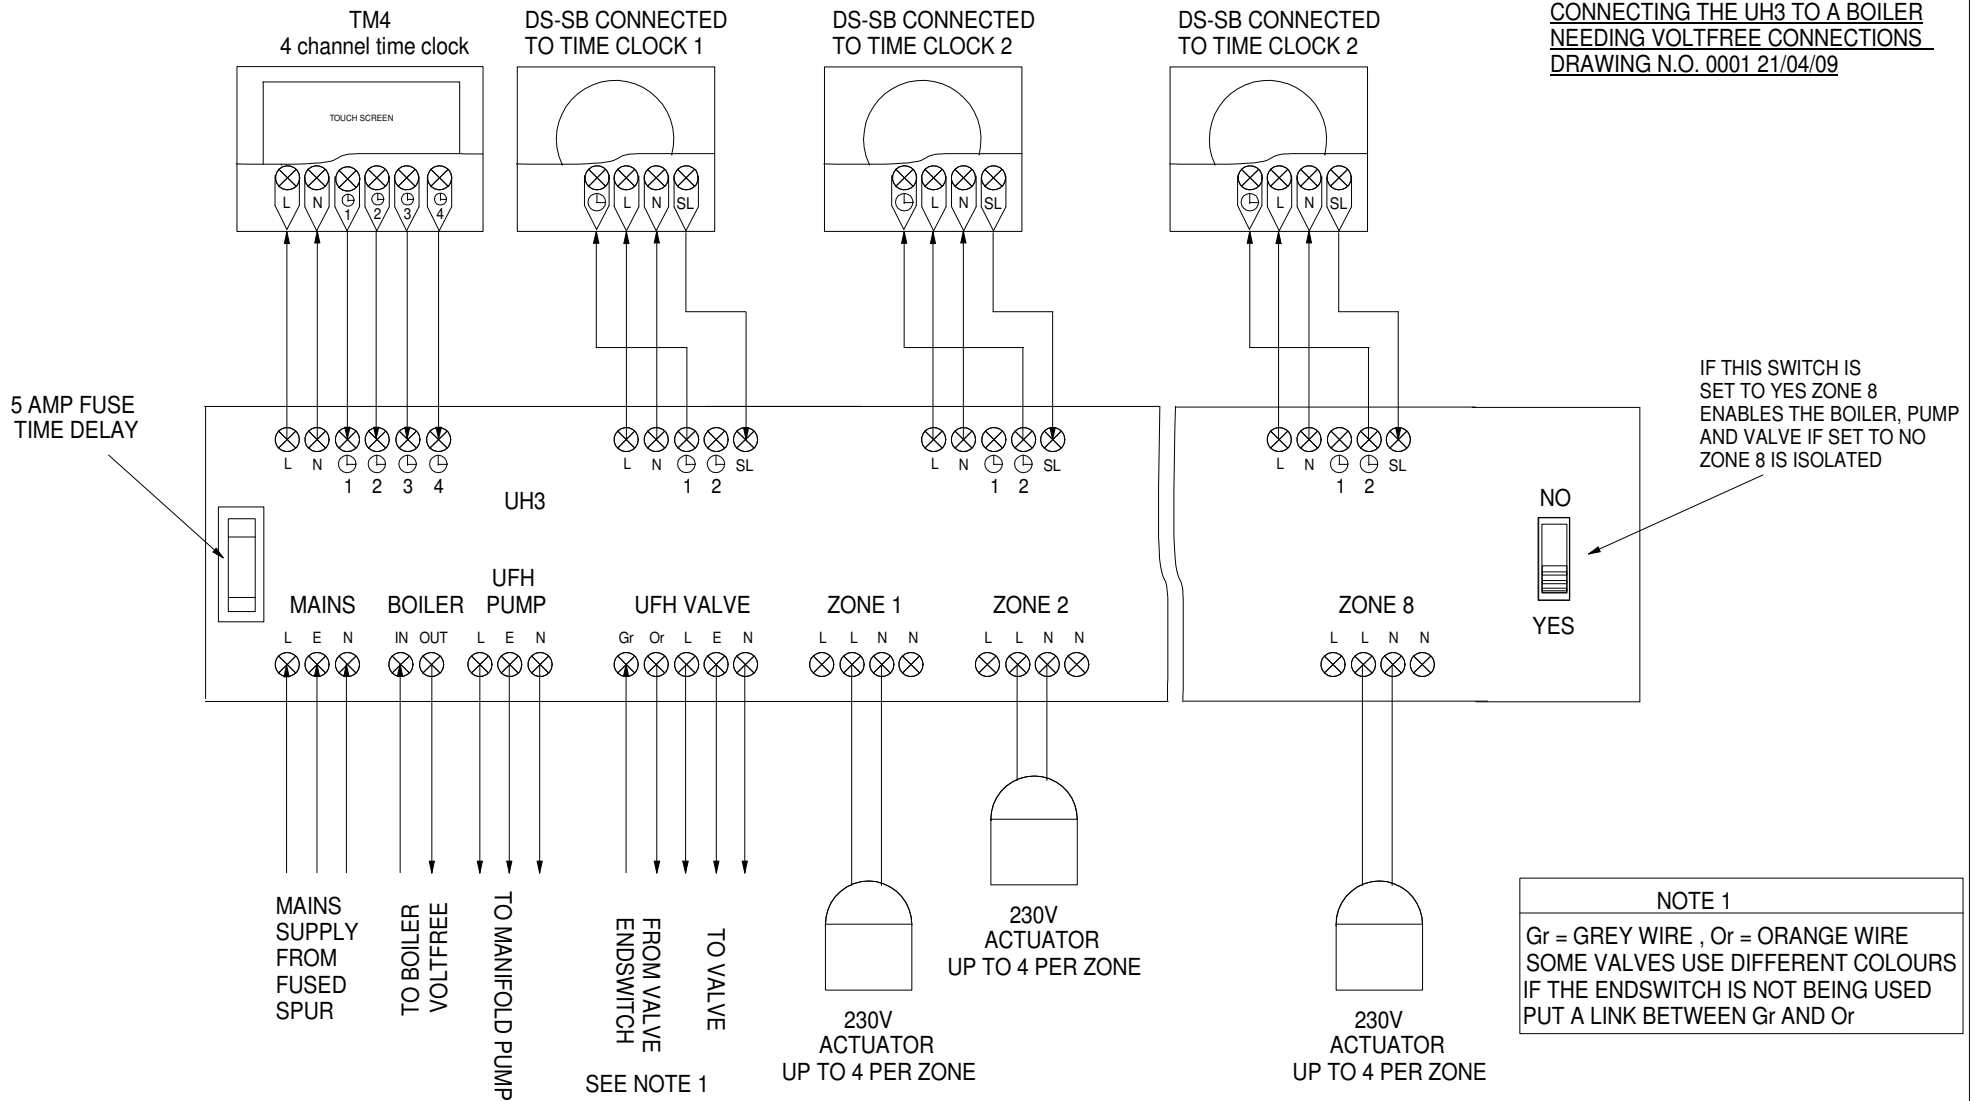 TM4
4 channel time clock
DS-SB CONNECTED
TO TIME CLOCK 1
DS-SB CONNECTED
TO TIME CLOCK 2
DS-SB CONNECTED
TO TIME CLOCK 2
CONNECTING THE UH3 TO A BOILER
NEEDING VOLTFREE CONNECTIONS
DRAWING N.O. 0001 21/04/09
TOUCH SCREEN
L N 1 2 3 4
L N SL
L N SL
L N SL
IF THIS SWITCH IS
SET TO YES ZONE 8
ENABLES THE BOILER, PUMP
AND VALVE IF SET TO NO
ZONE 8 IS ISOLATED
5 AMP FUSE
TIME DELAY
L N
1 2 3 4
L N SL
1 2
L N SL
1 2
L N SL
1 2
UH3
NO
YES
MAINS
L E N
BOILER
IN OUT
UFH
PUMP
L E N
UFH VALVE
Gr Or L E N
ZONE 1
L L N N
ZONE 2
L L N N
ZONE 8
L L N N
MAINS
SUPPLY
FROM
FUSED
SPUR
TO BOILER
VOLTFREE
TO MANIFOLD PUMP
FROM VALVE
ENDSWITCH
TO VALVE
SEE NOTE 1
230V
ACTUATOR
UP TO 4 PER ZONE
230V
ACTUATOR
UP TO 4 PER ZONE
230V
ACTUATOR
UP TO 4 PER ZONE
NOTE 1
Gr = GREY WIRE , Or = ORANGE WIRE
SOME VALVES USE DIFFERENT COLOURS
IF THE ENDSWITCH IS NOT BEING USED
PUT A LINK BETWEEN Gr AND Or